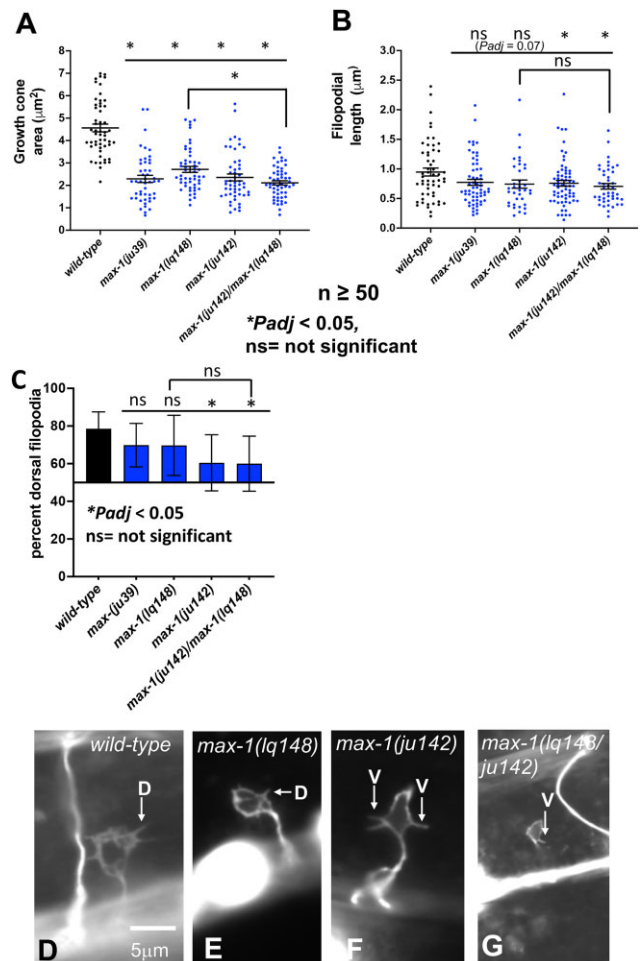 A
* * * *
*
Growth cone
area (μm²)
8
7
6
5
4
3
2
1
0
wild-type
max-1(ju39)
max-1(lq148)
max-1(ju142)
max-1(ju142)/max-1(lq148)
B
ns ns * *
(Padj = 0.07)
ns
Filopodial
length (μm)
3.0
2.5
2.0
1.5
1.0
0.5
0.0
wild-type
max-1(ju39)
max-1(lq148)
max-1(ju142)
max-1(ju142)/max-1(lq148)
n ≥ 50
*Padj < 0.05,
ns= not significant
C
ns
ns ns * *
percent dorsal filopodia
100
80
60
40
20
0
*Padj < 0.05
ns= not significant
wild-type
max-(ju39)
max-1(lq148)
max-1(ju142)
max-1(ju142)/max-1(lq148)
wild-type
D
D
5μm
max-1(lq148)
D
E
max-1(ju142)
V V
F
max-1(lq148/
ju142)
V
G